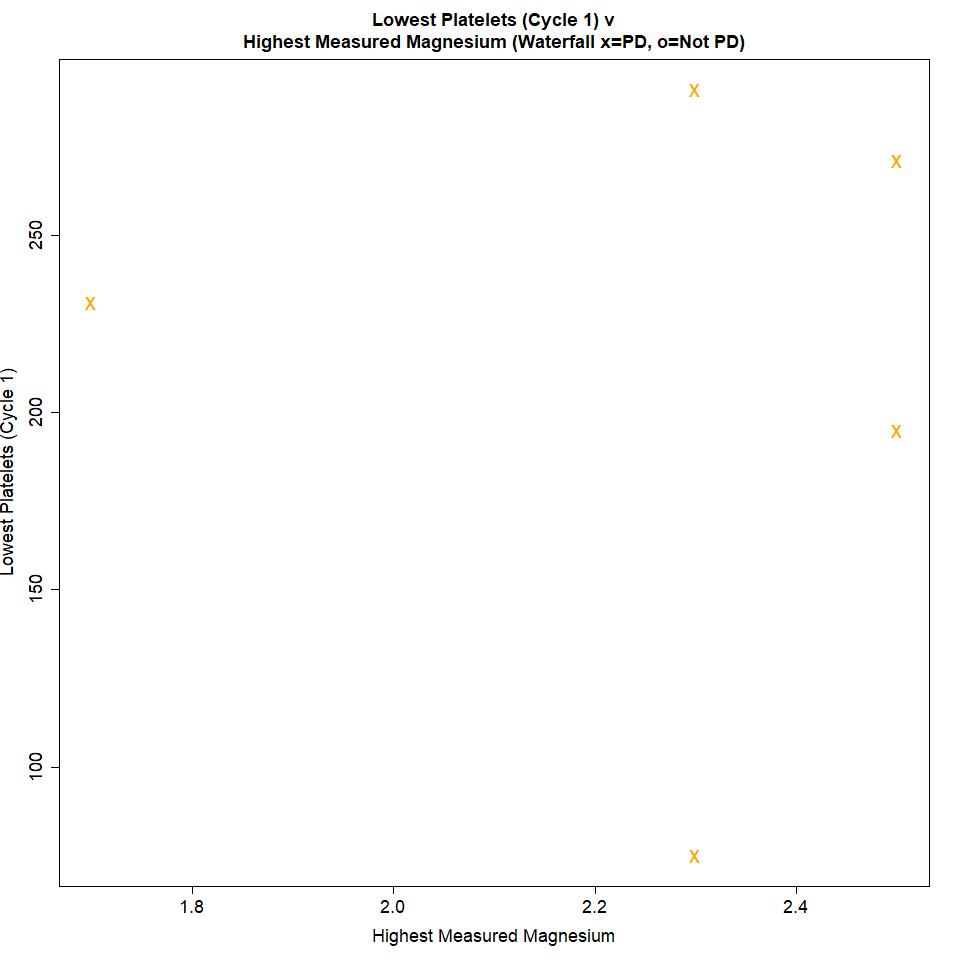 Lowest Platelets (Cycle 1) v
Highest Measured Magnesium (Waterfall x=PD, o=Not PD)
Lowest Platelets (Cycle 1)
250
200
150
100
X
X
X
X
X
1.8
2.0
2.2
2.4
Highest Measured Magnesium